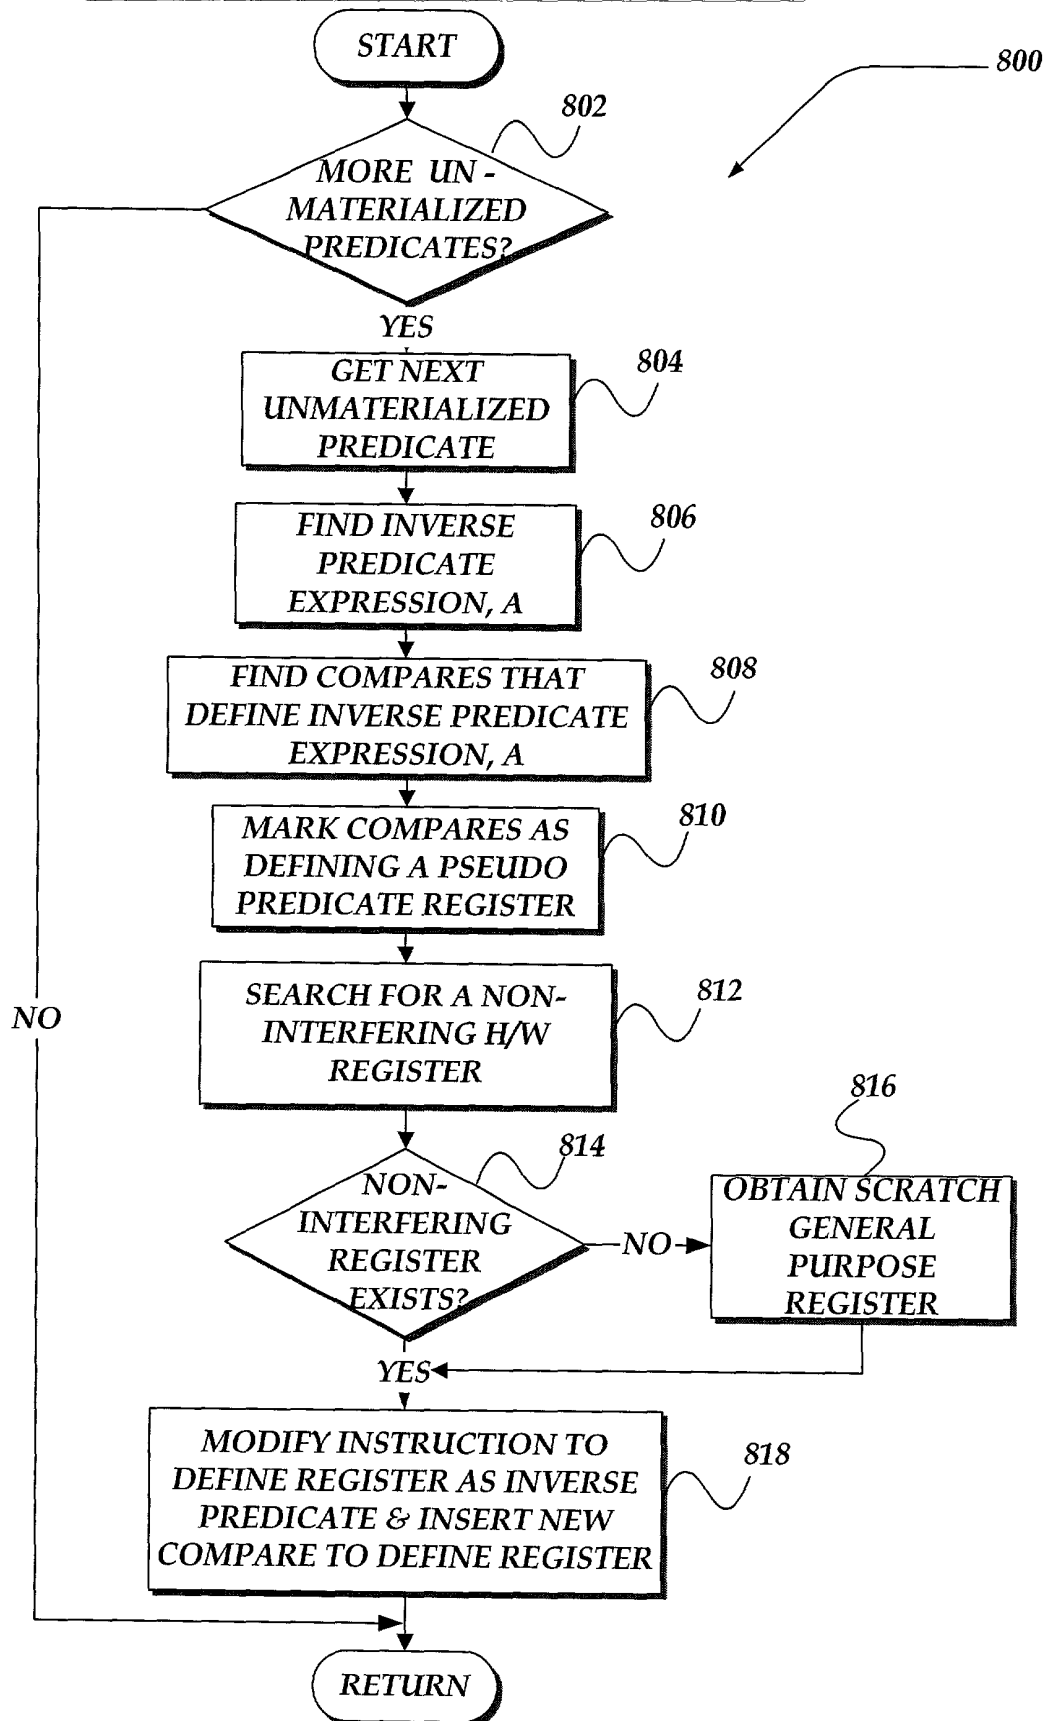 START
800
802
MORE UN-
MATERIALIZED
PREDICATES?
YES
GET NEXT
UNMATERIALIZED
PREDICATE
804
FIND INVERSE
PREDICATE
EXPRESSION, A
806
FIND COMPARES THAT
DEFINE INVERSE PREDICATE
EXPRESSION, A
808
MARK COMPARES AS
DEFINING A PSEUDO
PREDICATE REGISTER
810
SEARCH FOR A NON-
INTERFERING H/W
REGISTER
812
NO
NON-
INTERFERING
REGISTER
EXISTS?
814
NO
OBTAIN SCRATCH
GENERAL
PURPOSE
REGISTER
816
YES
MODIFY INSTRUCTION TO
DEFINE REGISTER AS INVERSE
PREDICATE & INSERT NEW
COMPARE TO DEFINE REGISTER
818
RETURN